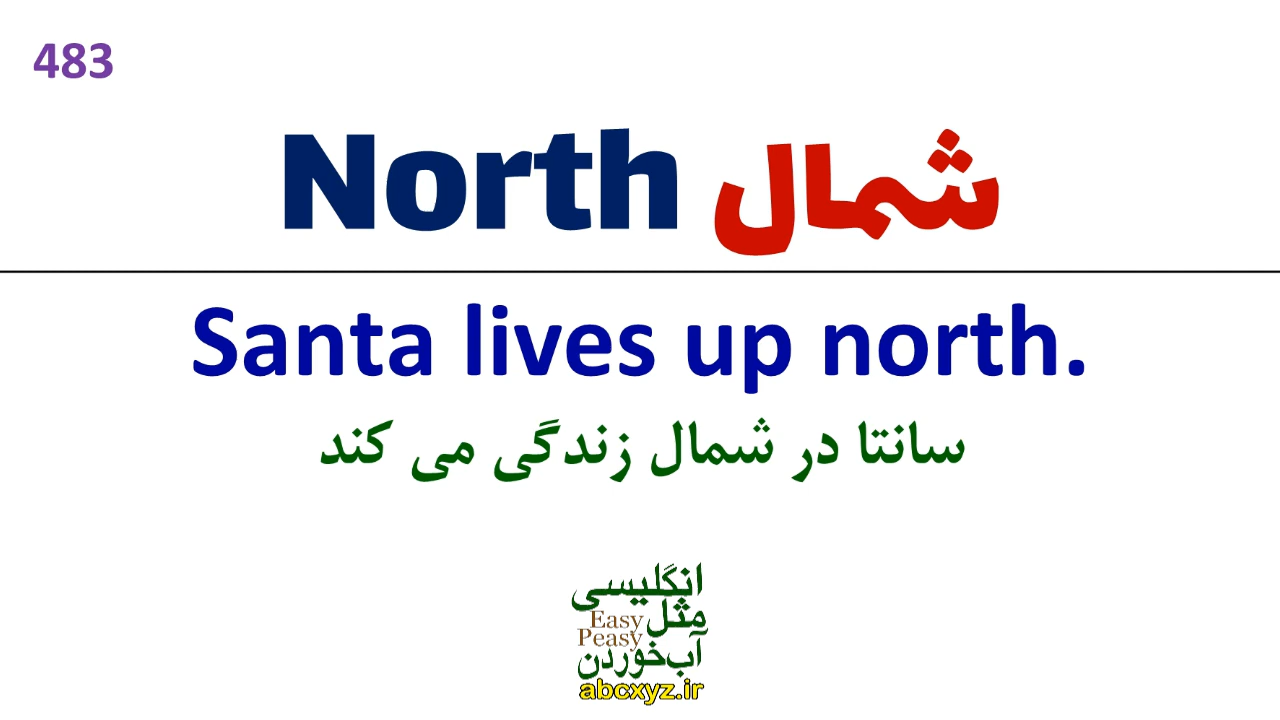 483
North شمال
Santa lives up north.
سانتا در شمال زندگی می کند
انگلیسی
مثل
Easy
Peasy
آب خوردن
abcxyz.ir